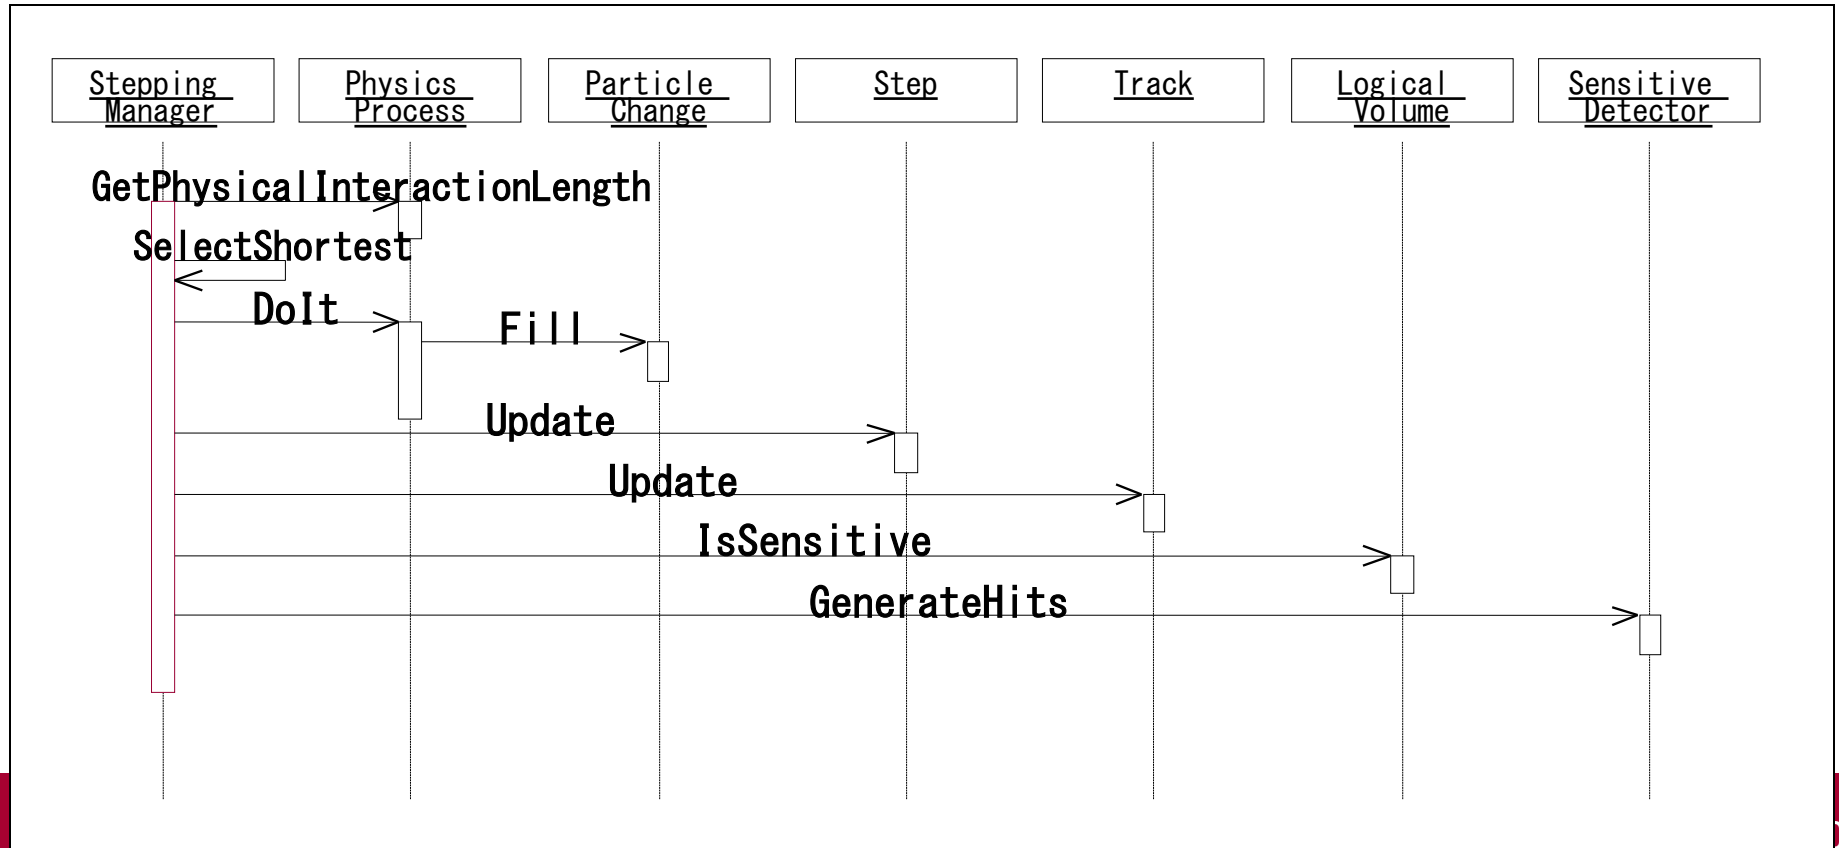 Stepping
Manager
Physics
Process
Particle
Change
Step
Track
Logical
Volume
Sensitive
Detector
GetPhysicalInteractionLength
SelectShortest
DoIt
Fill
Update
Update
IsSensitive
GenerateHits